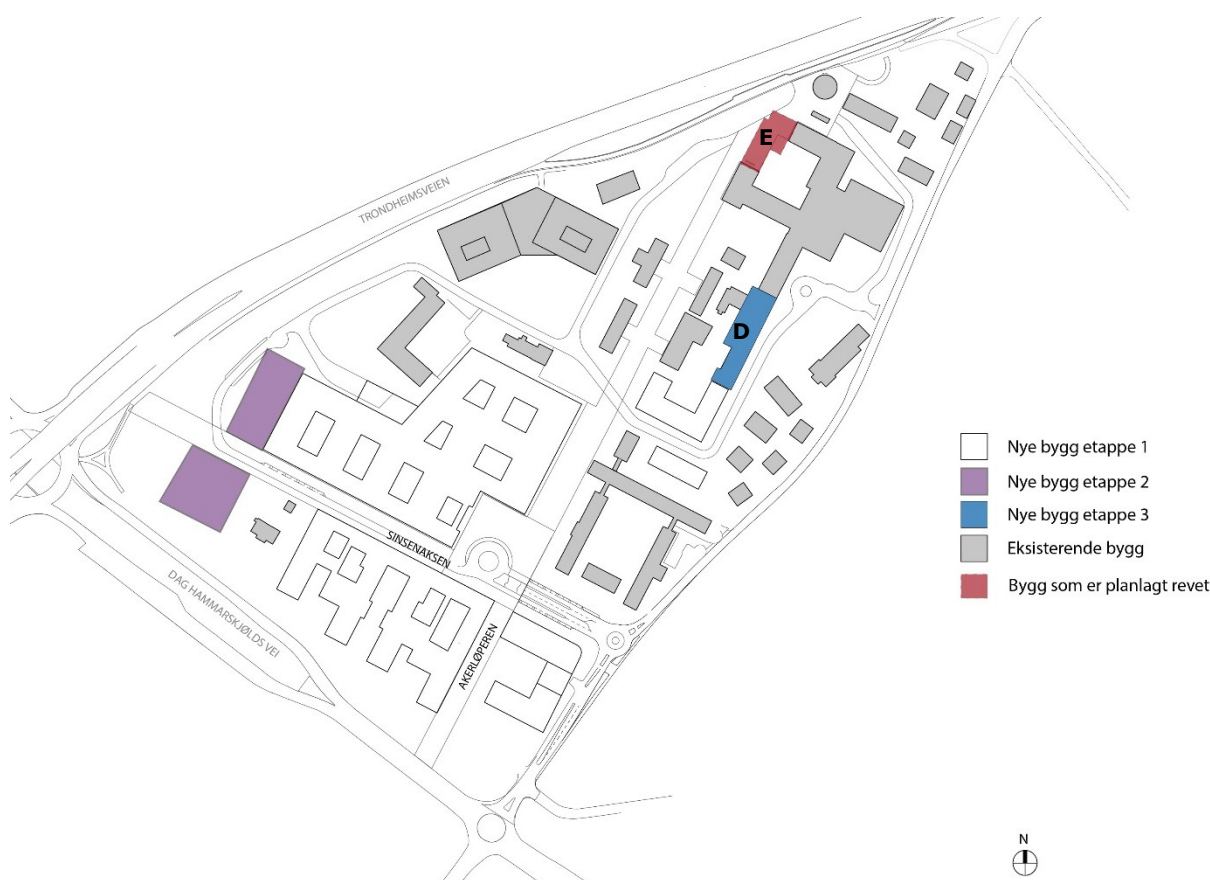 E
TRONDHEIMSVEIEN
D
Nye bygg etappe 1
Nye bygg etappe 2
Nye bygg etappe 3
Eksisterende bygg
Bygg som er planlagt revet
SINSENAKSEN
DAG HAMMARSKJØLDS VEI
AKERLØPEREN
N